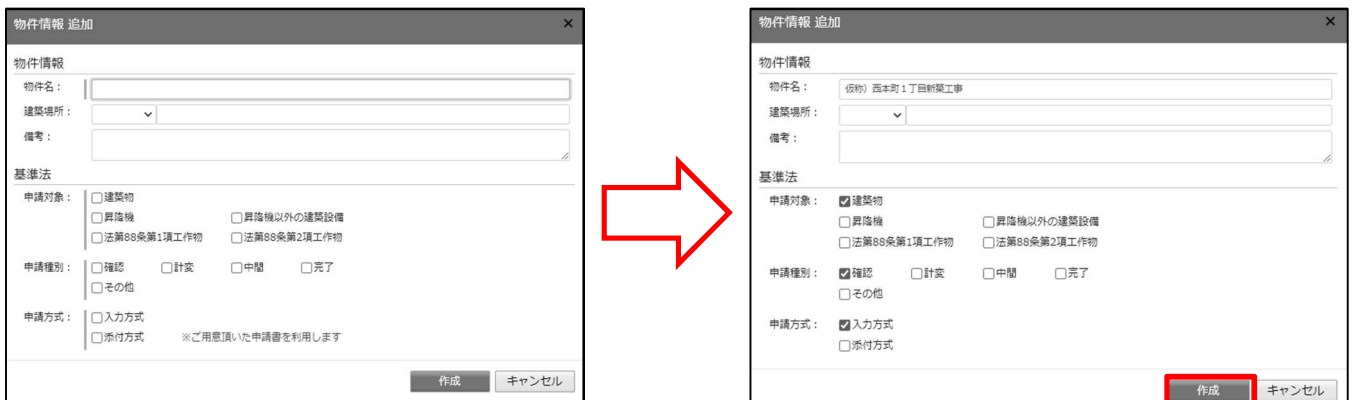 物件情報 追加 ×
物件情報
物件名：
建築場所：
備考：
基準法
申請対象： 建築物
昇降機 昇降機以外の建築設備
法第88条第1項工作物 法第88条第2項工作物
申請種別： 確認 計変 中間 完了
その他
申請方式： 入力方式
添付方式 ※ご用意頂いた申請書を利用します
作成 キャンセル
物件情報 追加 ×
物件情報
物件名： 仮称）西本町１丁目新築工事
建築場所：
備考：
基準法
申請対象： 建築物
昇降機 昇降機以外の建築設備
法第88条第1項工作物 法第88条第2項工作物
申請種別： 確認 計変 中間 完了
その他
申請方式： 入力方式
添付方式
作成 キャンセル